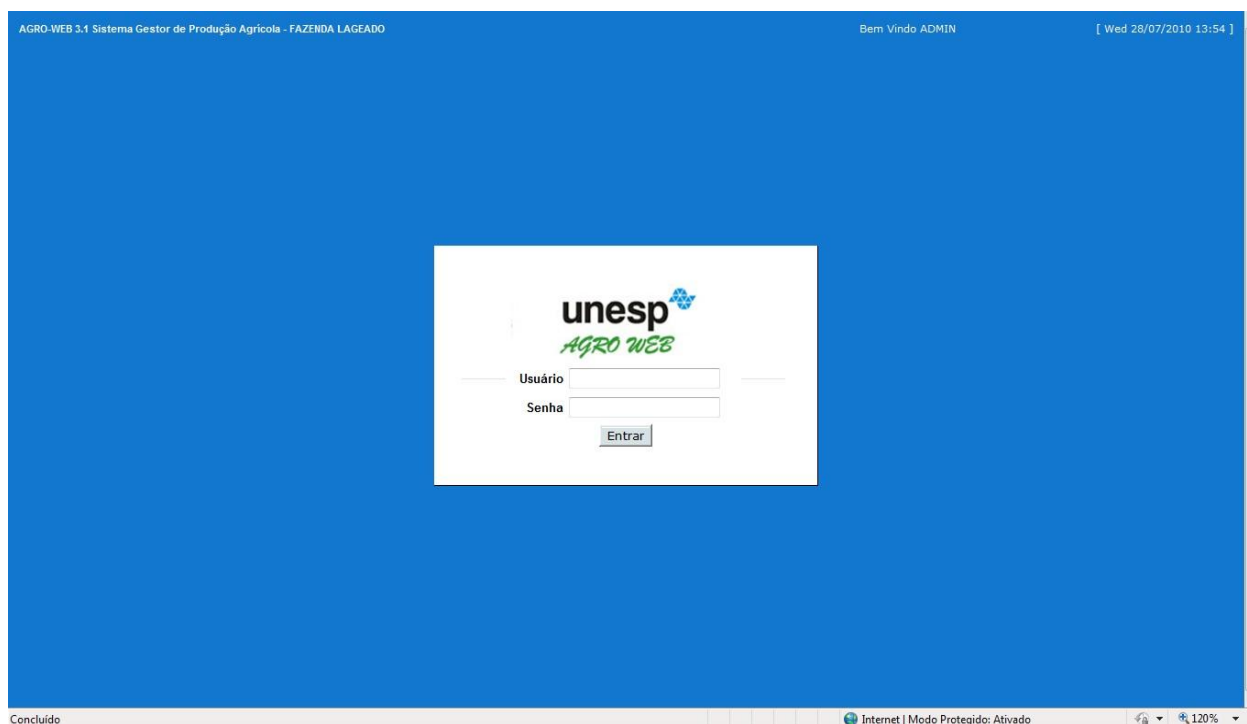 AGRO-WEB 3.1 Sistema Gestor de Produção Agrícola - FAZENDA LAGEADO Bem Vindo ADMIN [ Wed 28/07/2010 13:54 ]
unesp
AGRO WEB
Usuário
Senha
Entrar
Concluído Internet | Modo Protegido: Ativado 120%